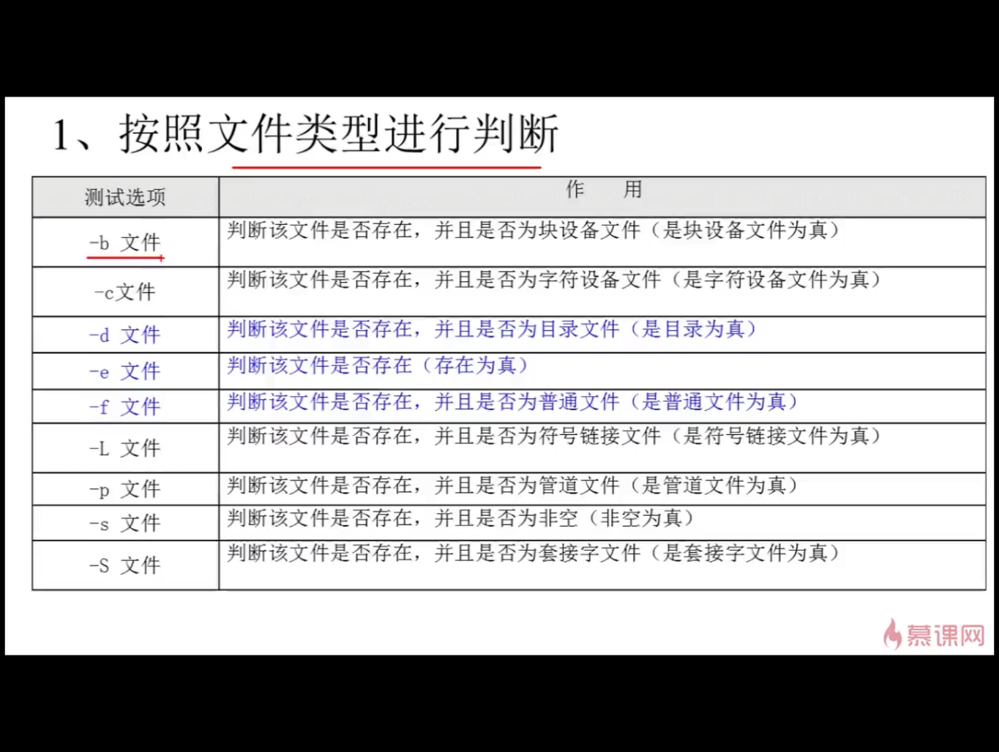 1、按照文件类型进行判断
测试选项 作 用
-b 文件 判断该文件是否存在，并且是否为块设备文件（是块设备文件为真）
-c文件 判断该文件是否存在，并且是否为字符设备文件（是字符设备文件为真）
-d 文件 判断该文件是否存在，并且是否为目录文件（是目录为真）
-e 文件 判断该文件是否存在（存在为真）
-f 文件 判断该文件是否存在，并且是否为普通文件（是普通文件为真）
-L 文件 判断该文件是否存在，并且是否为符号链接文件（是符号链接文件为真）
-p 文件 判断该文件是否存在，并且是否为管道文件（是管道文件为真）
-s 文件 判断该文件是否存在，并且是否为非空（非空为真）
-S 文件 判断该文件是否存在，并且是否为套接字文件（是套接字文件为真）
慕课网